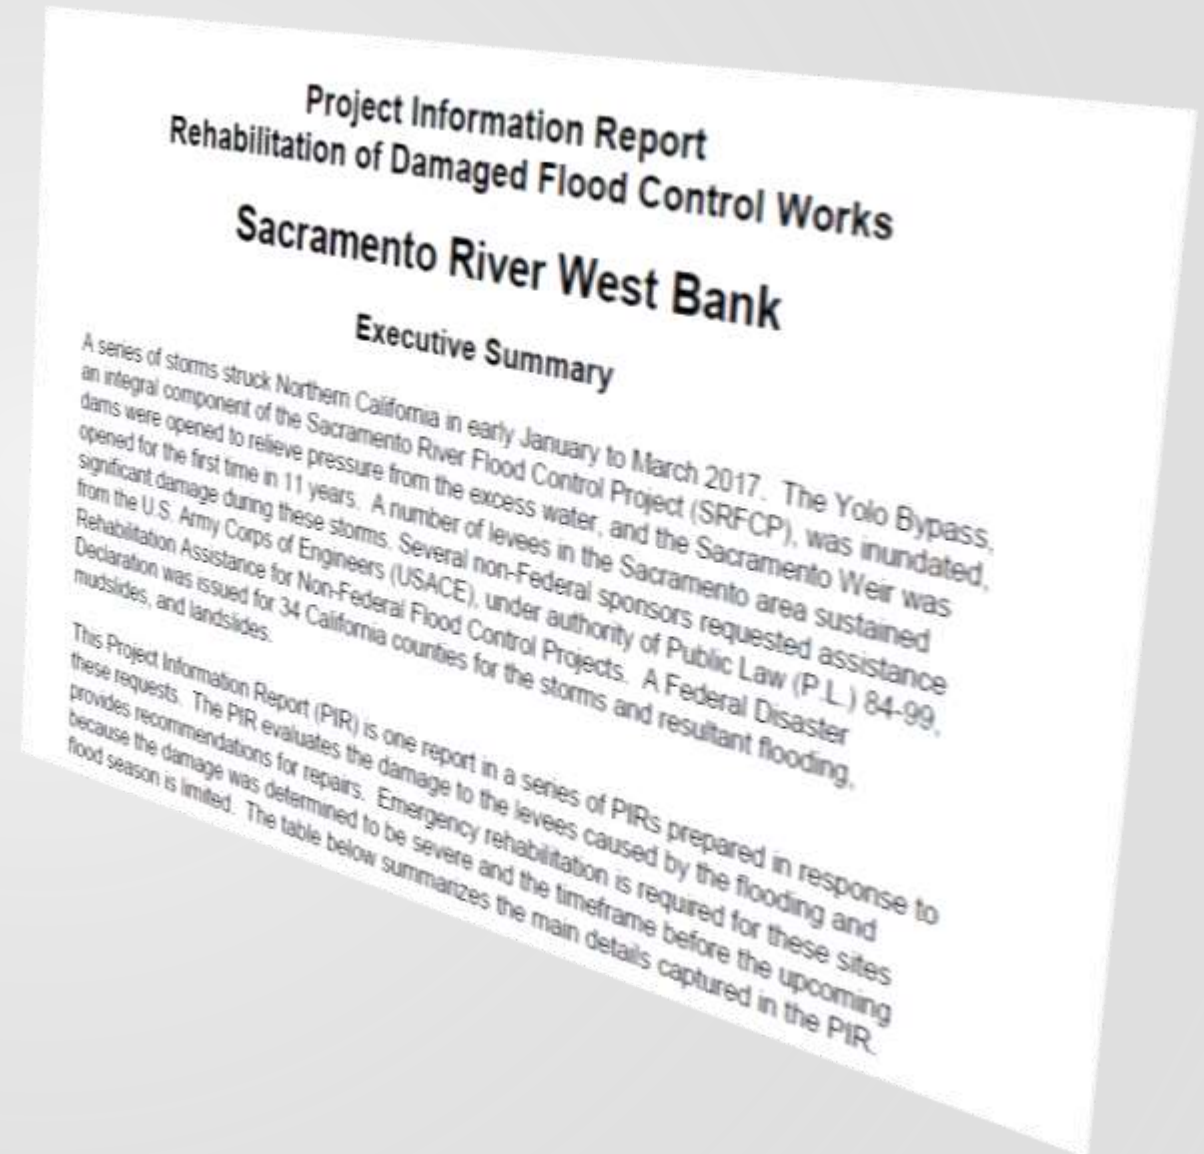 Project Information Report
Rehabilitation of Damaged Flood Control Works
Sacramento River West Bank
Executive Summary
A series of storms struck Northern California in early January to March 2017. The Yolo Bypass,
an integral component of the Sacramento River Flood Control Project (SRFCP), was inundated,
dams were opened to relieve pressure from the excess water, and the Sacramento Weir was
opened for the first time in 11 years. A number of levees in the Sacramento area sustained
significant damage during these storms. Several non-Federal sponsors requested assistance
from the U.S. Army Corps of Engineers (USACE), under authority of Public Law (P.L.) 84-99,
Rehabilitation Assistance for Non-Federal Flood Control Projects. A Federal Disaster
Declaration was issued for 34 California counties for the storms and resultant flooding,
mudslides, and landslides.
This Project Information Report (PIR) is one report in a series of PIRs prepared in response to
these requests. The PIR evaluates the damage to the levees caused by the flooding and
provides recommendations for repairs. Emergency rehabilitation is required for these sites
because the damage was determined to be severe and the timeframe before the upcoming
flood season is limited. The table below summarizes the main details captured in the PIR.